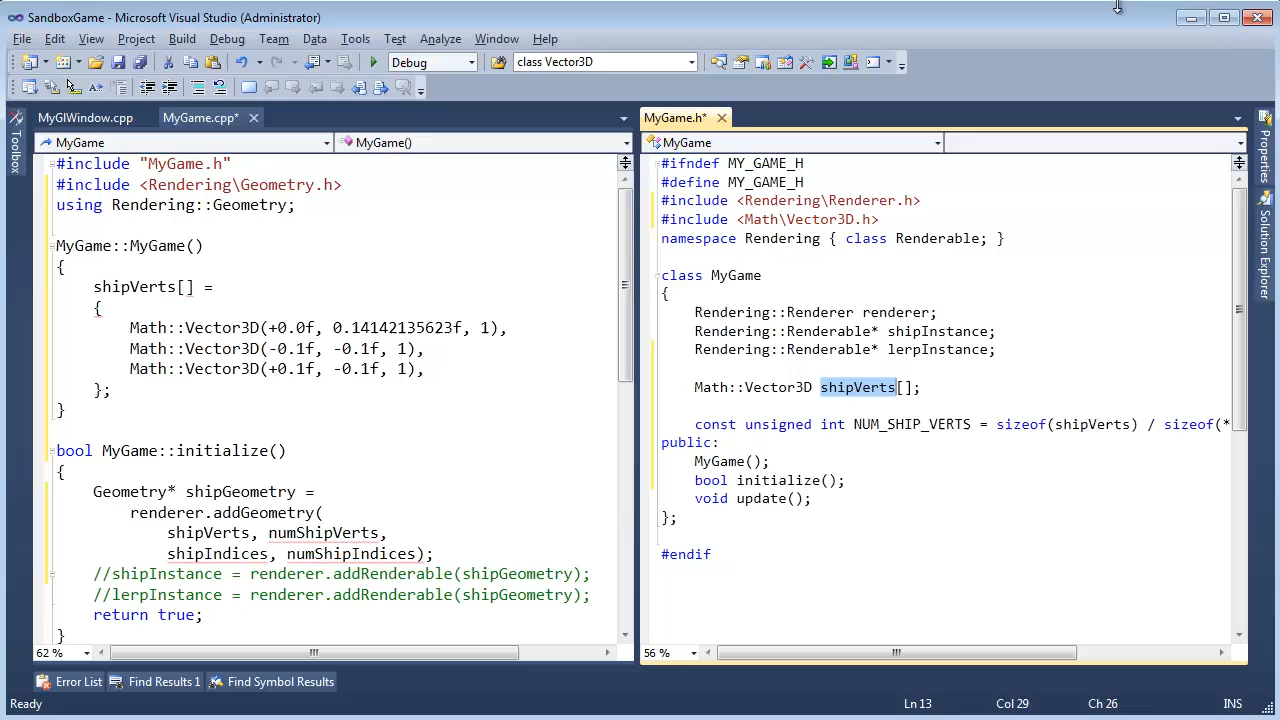 SandboxGame - Microsoft Visual Studio (Administrator)
File Edit View Project Build Debug Team Data Tools Test Analyze Window Help
Debug class Vector3D
MyGlWindow.cpp MyGame.cpp*
MyGame MyGame()
#include "MyGame.h"
#include <Rendering\Geometry.h>
using Rendering::Geometry;
MyGame::MyGame()
{
shipVerts[] =
{
Math::Vector3D(+0.0f, 0.14142135623f, 1),
Math::Vector3D(-0.1f, -0.1f, 1),
Math::Vector3D(+0.1f, -0.1f, 1),
};
}
bool MyGame::initialize()
{
Geometry* shipGeometry =
renderer.addGeometry(
shipVerts, numShipVerts,
shipIndices, numShipIndices);
//shipInstance = renderer.addRenderable(shipGeometry);
//lerpInstance = renderer.addRenderable(shipGeometry);
return true;
}
62 %
MyGame.h*
MyGame
#ifndef MY_GAME_H
#define MY_GAME_H
#include <Rendering\Renderer.h>
#include <Math\Vector3D.h>
namespace Rendering { class Renderable; }
class MyGame
{
Rendering::Renderer renderer;
Rendering::Renderable* shipInstance;
Rendering::Renderable* lerpInstance;
Math::Vector3D shipVerts[];
const unsigned int NUM_SHIP_VERTS = sizeof(shipVerts) / sizeof(*
public:
MyGame();
bool initialize();
void update();
};
#endif
56 %
Toolbox
Properties
Solution Explorer
Error List Find Results 1 Find Symbol Results
Ready Ln 13 Col 29 Ch 26 INS